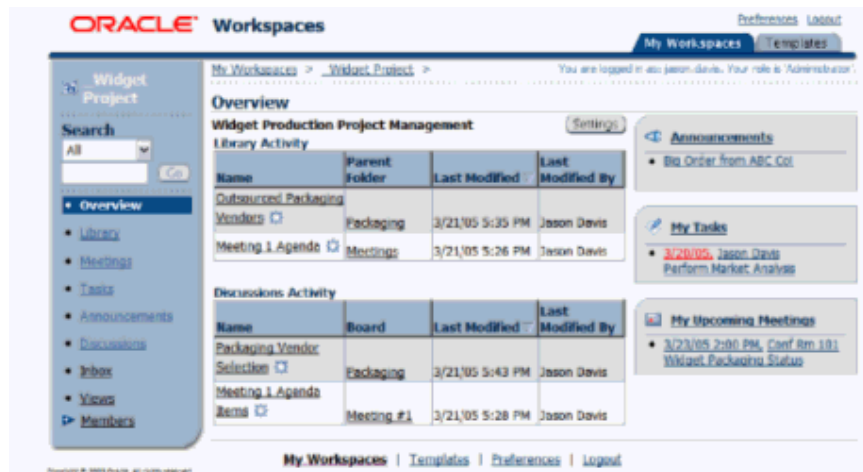 ORACLE Workspaces
Preferences Logout
My Workspaces Templates
Widget Project
My Workspaces > Widget Project >
You are logged in as: jason.davis. Your role is 'Administrator'.
Search
All
Go
Overview
Library
Meetings
Tasks
Announcements
Discussions
Inbox
Views
Members
Overview
Widget Production Project Management
Settings
Library Activity
Name Parent Folder Last Modified Last Modified By
Outsourced Packaging Vendors Packaging 3/21/05 5:35 PM Jason Davis
Meeting 1 Agenda Meetings 3/21/05 5:26 PM Jason Davis
Discussions Activity
Name Board Last Modified Last Modified By
Packaging Vendor Selection Packaging 3/21/05 5:43 PM Jason Davis
Meeting 1 Agenda Items Meeting #1 3/21/05 5:28 PM Jason Davis
Announcements
Big Order from ABC Co!
My Tasks
3/20/05, Jason Davis
Perform Market Analysis
My Upcoming Meetings
3/23/05 2:00 PM, Conf Rm 101
Widget Packaging Status
My Workspaces | Templates | Preferences | Logout